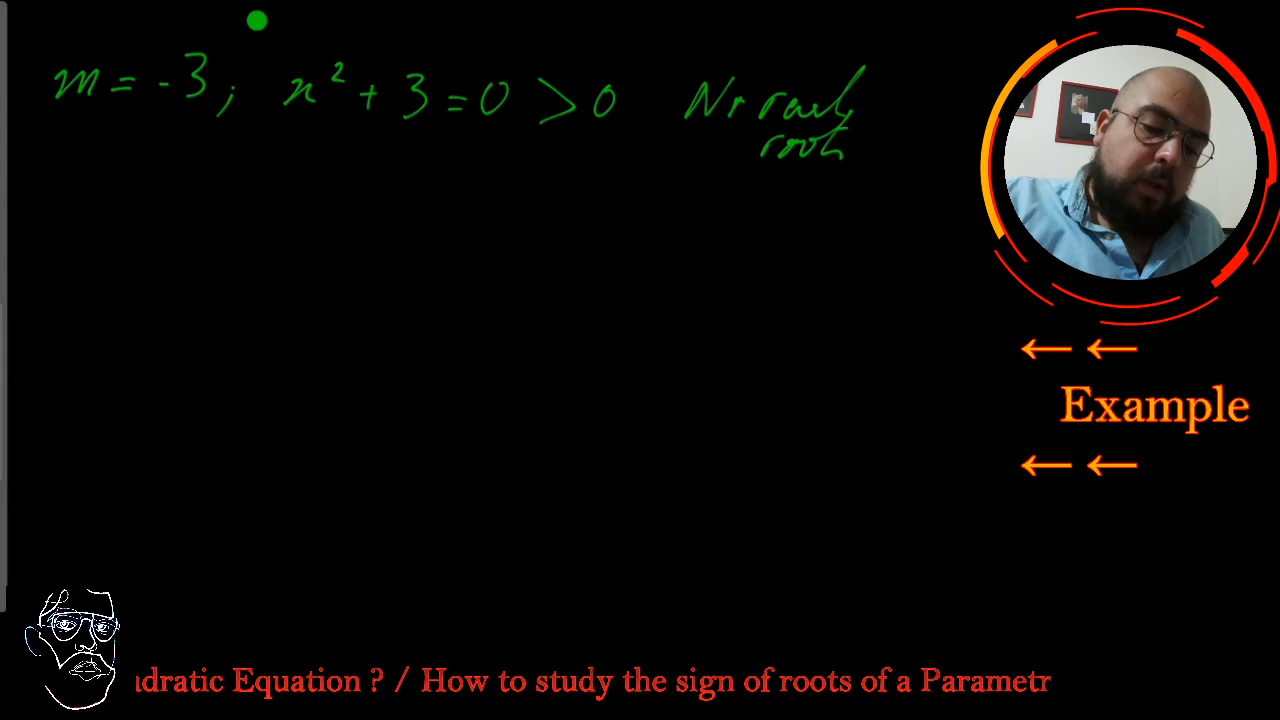 m = -3 ; x² + 3 = 0 > 0 No real
roots
← ←
Example
← ←
adratic Equation ? / How to study the sign of roots of a Parametr